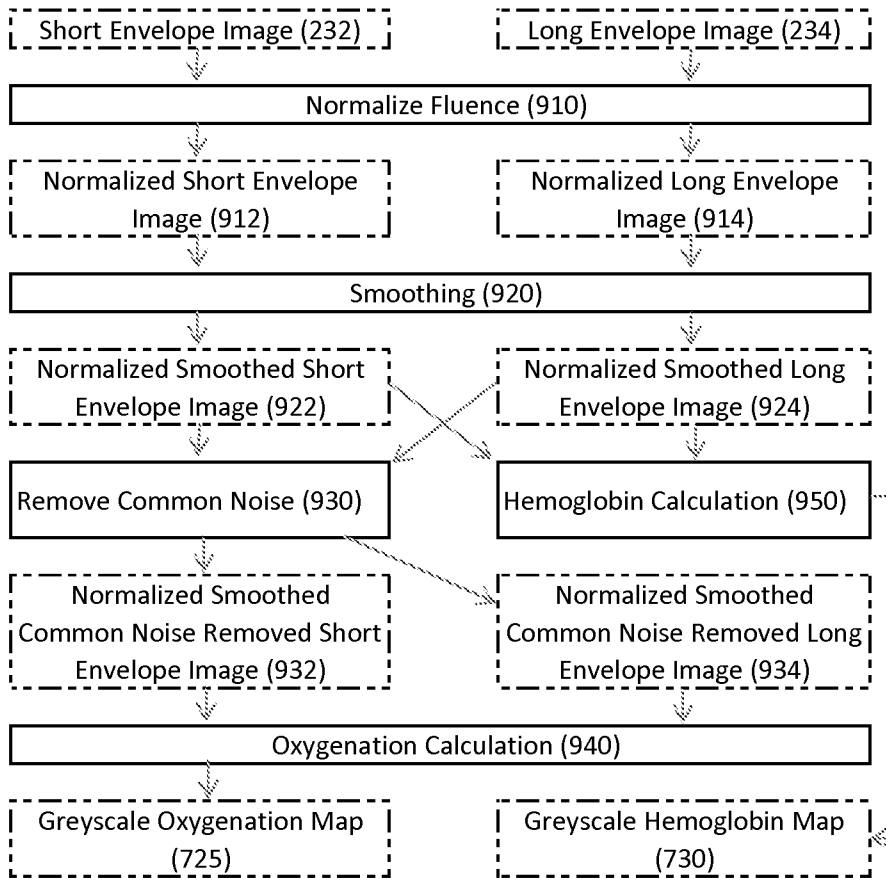 Short Envelope Image (232)
Long Envelope Image (234)
Normalize Fluence (910)
Normalized Short Envelope
Image (912)
Normalized Long Envelope
Image (914)
Smoothing (920)
Normalized Smoothed Short
Envelope Image (922)
Normalized Smoothed Long
Envelope Image (924)
Remove Common Noise (930)
Hemoglobin Calculation (950)
Normalized Smoothed
Common Noise Removed Short
Envelope Image (932)
Normalized Smoothed
Common Noise Removed Long
Envelope Image (934)
Oxygenation Calculation (940)
Greyscale Oxygenation Map
(725)
Greyscale Hemoglobin Map
(730)